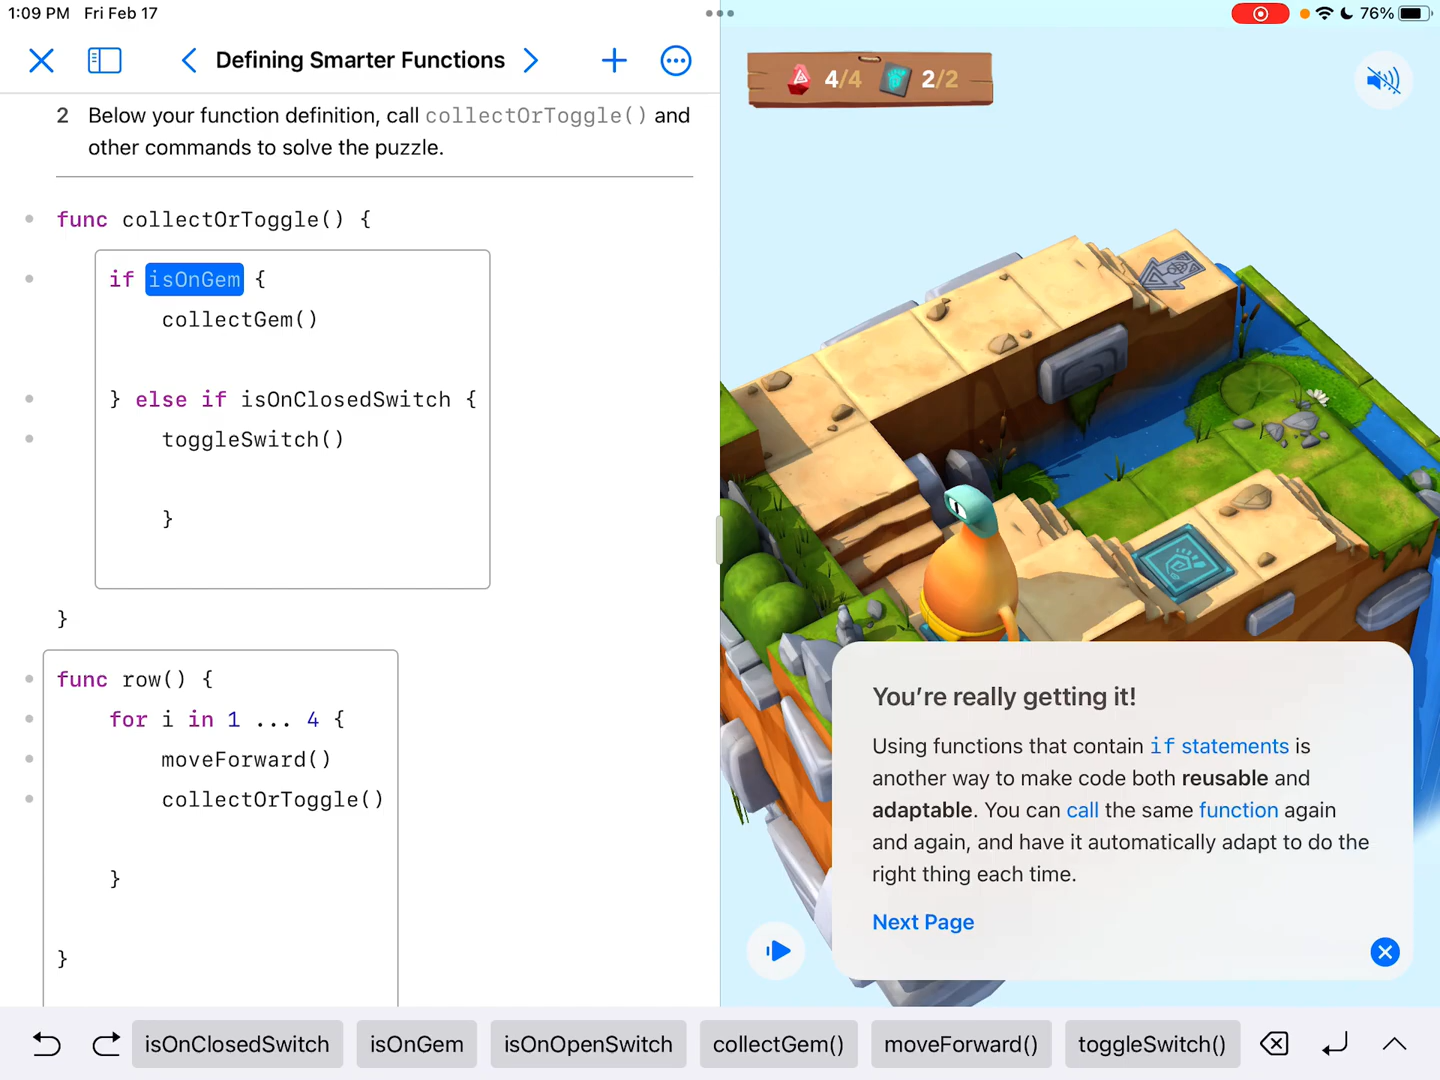 1:09 PM Fri Feb 17
76%
Defining Smarter Functions
2 Below your function definition, call collectOrToggle() and
other commands to solve the puzzle.
func collectOrToggle() {
if isOnGem {
collectGem()
} else if isOnClosedSwitch {
toggleSwitch()
}
}
func row() {
for i in 1 ... 4 {
moveForward()
collectOrToggle()
}
}
4/4 2/2
You’re really getting it!
Using functions that contain if statements is
another way to make code both reusable and
adaptable. You can call the same function again
and again, and have it automatically adapt to do the
right thing each time.
Next Page
isOnClosedSwitch isOnGem isOnOpenSwitch collectGem() moveForward() toggleSwitch()